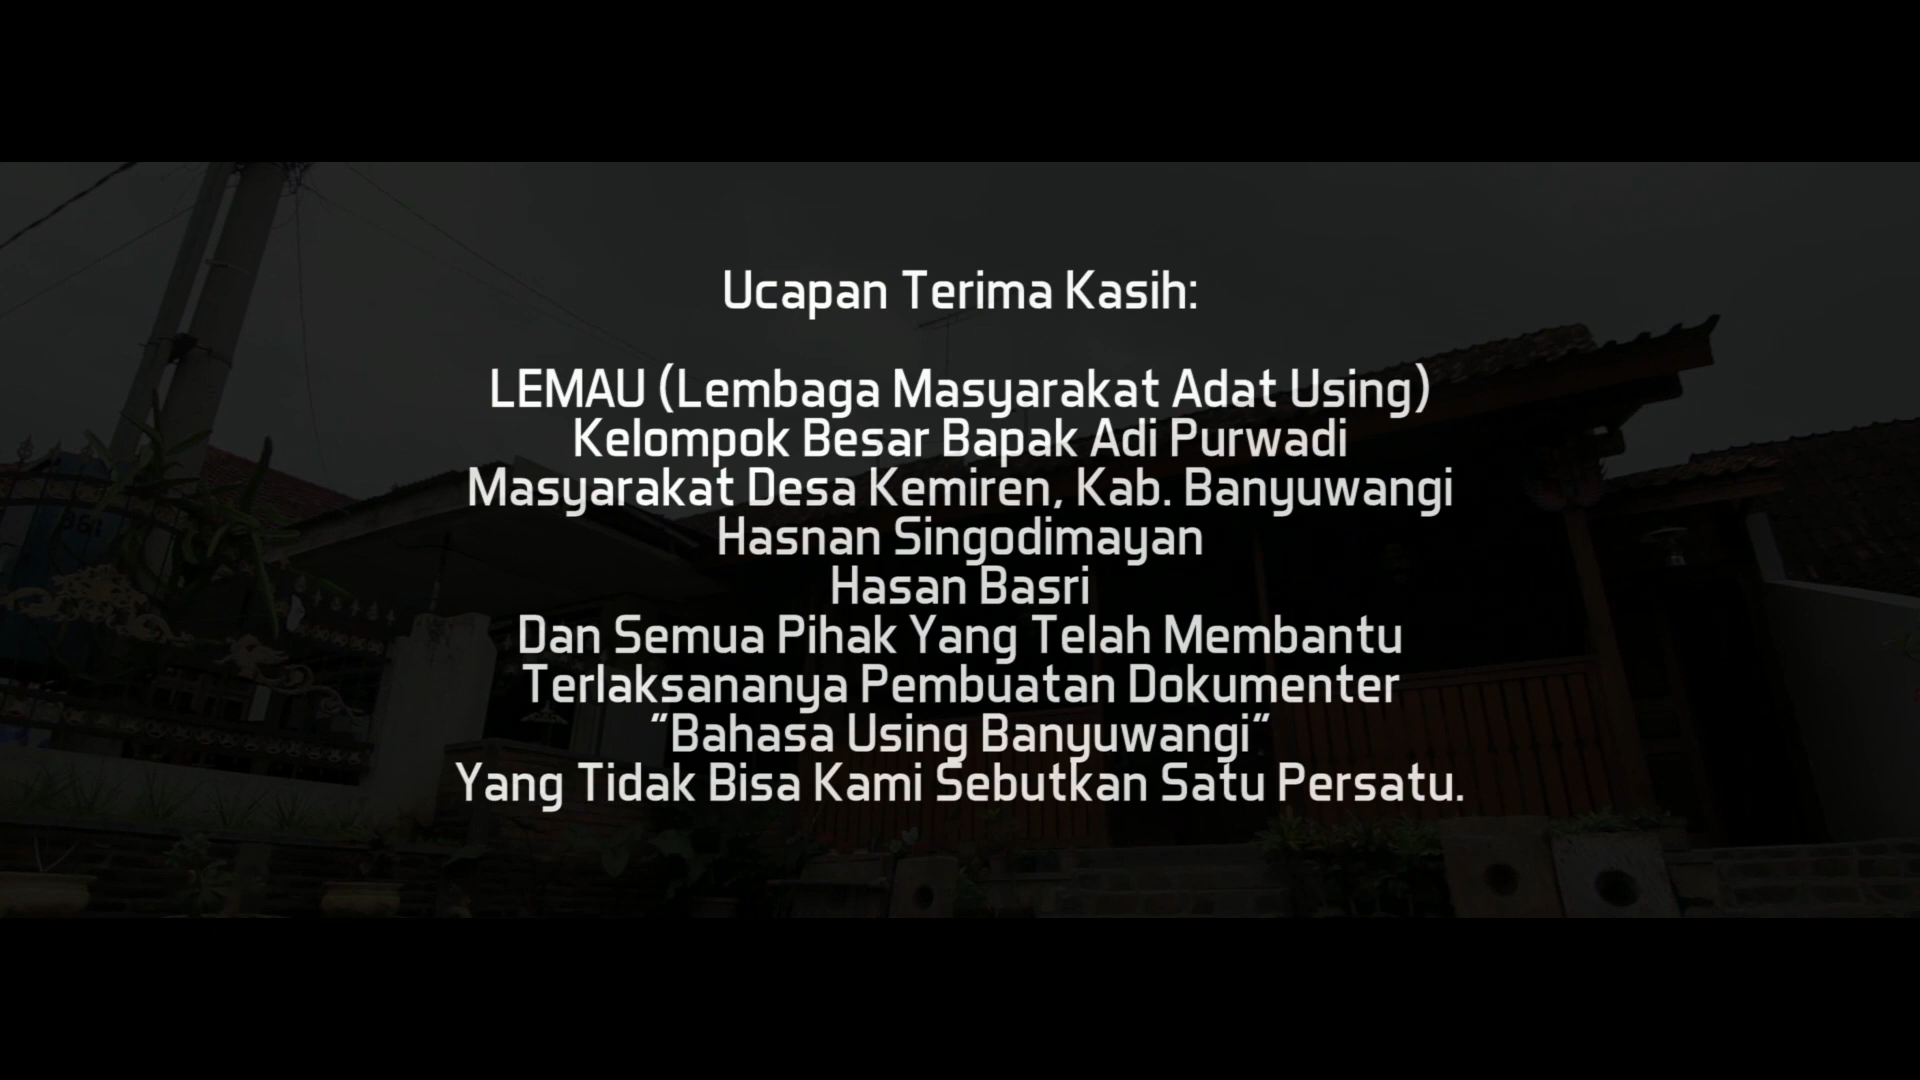 Ucapan Terima Kasih:
LEMAU (Lembaga Masyarakat Adat Using)
Kelompok Besar Bapak Adi Purwadi
Masyarakat Desa Kemiren, Kab. Banyuwangi
Hasnan Singodimayan
Hasan Basri
Dan Semua Pihak Yang Telah Membantu
Terlaksananya Pembuatan Dokumenter
"Bahasa Using Banyuwangi"
Yang Tidak Bisa Kami Sebutkan Satu Persatu.